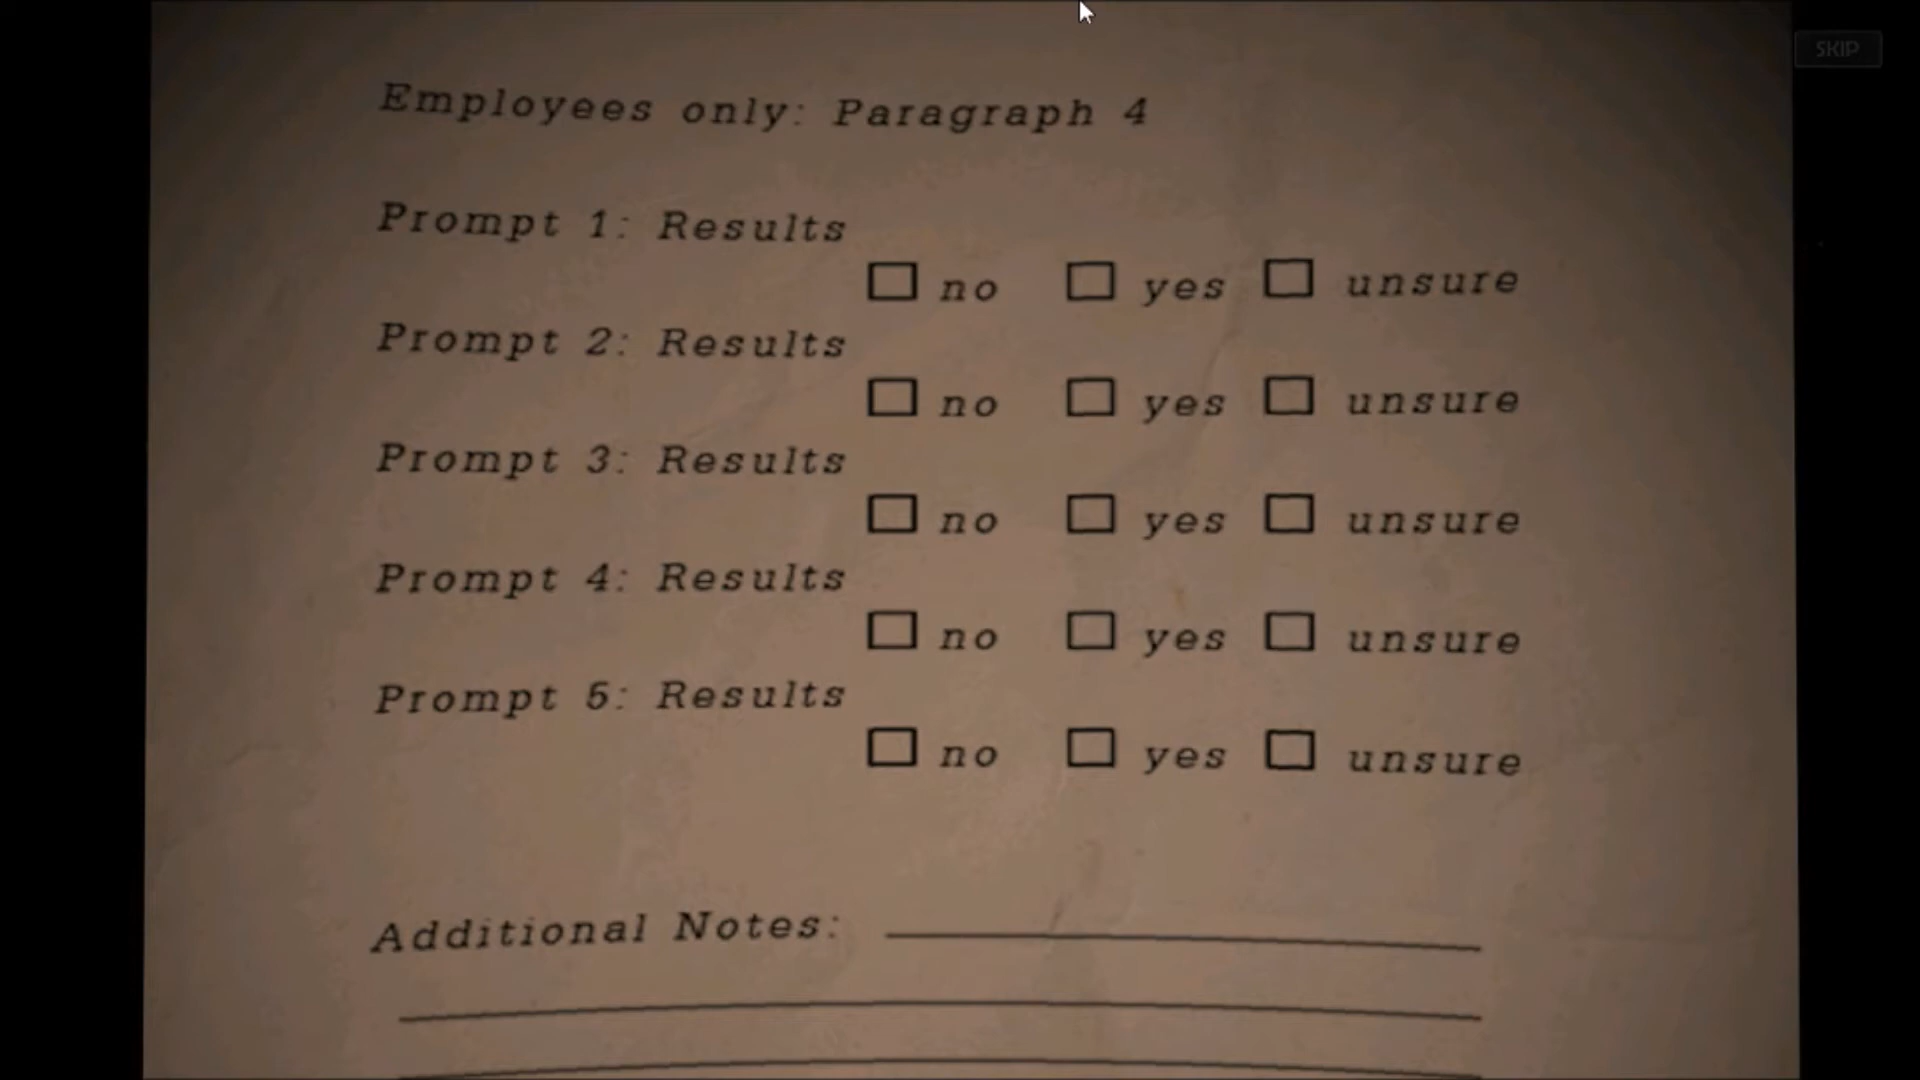 SKIP
Employees only: Paragraph 4
Prompt 1: Results
no yes unsure
Prompt 2: Results
no yes unsure
Prompt 3: Results
no yes unsure
Prompt 4: Results
no yes unsure
Prompt 5: Results
no yes unsure
Additional Notes: